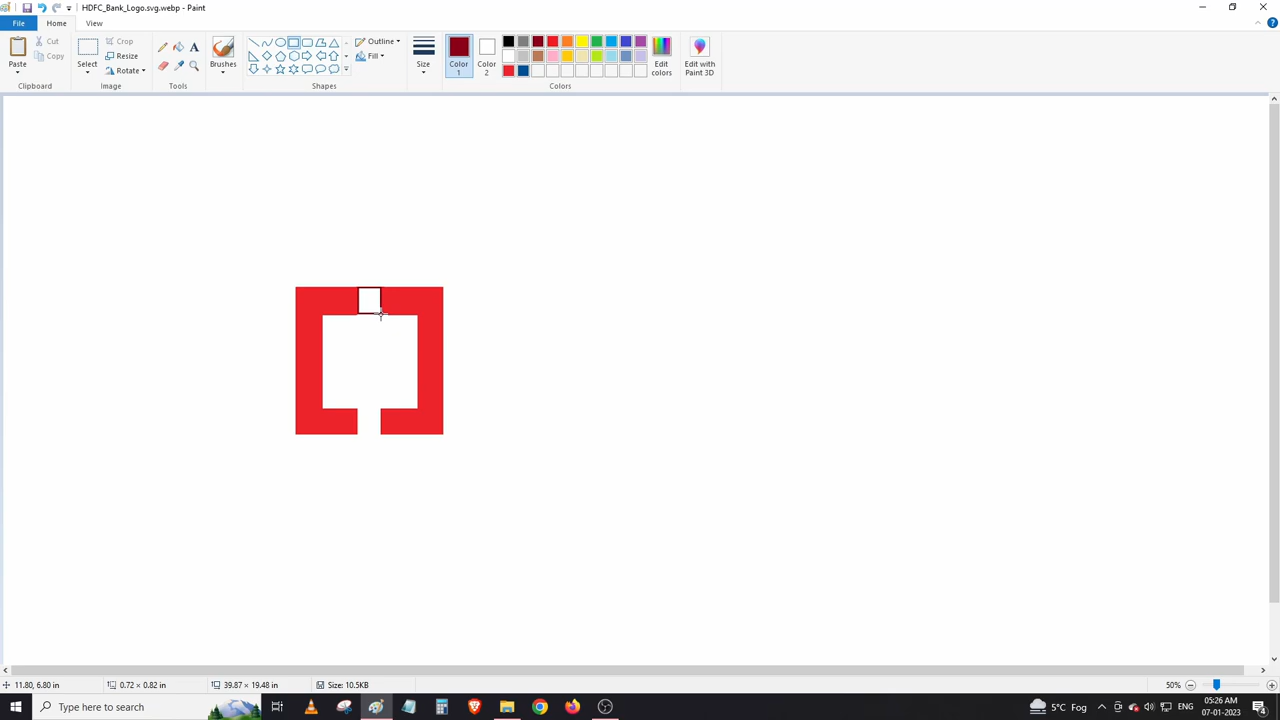 HDFC_Bank_Logo.svg.webp - Paint
File
Home
View
Paste
Cut
Copy
Clipboard
Select
Crop
Resize
Rotate
Image
A
Tools
Brushes
Outline
Fill
Shapes
Size
Color 1
Color 2
Edit colors
Colors
Edit with Paint 3D
11.80, 6.80 in
0.72 × 0.82 in
39.87 × 19.48 in
Size: 10.5KB
50%
Type here to search
5°C Fog
ENG
05:26 AM
07-01-2023
4